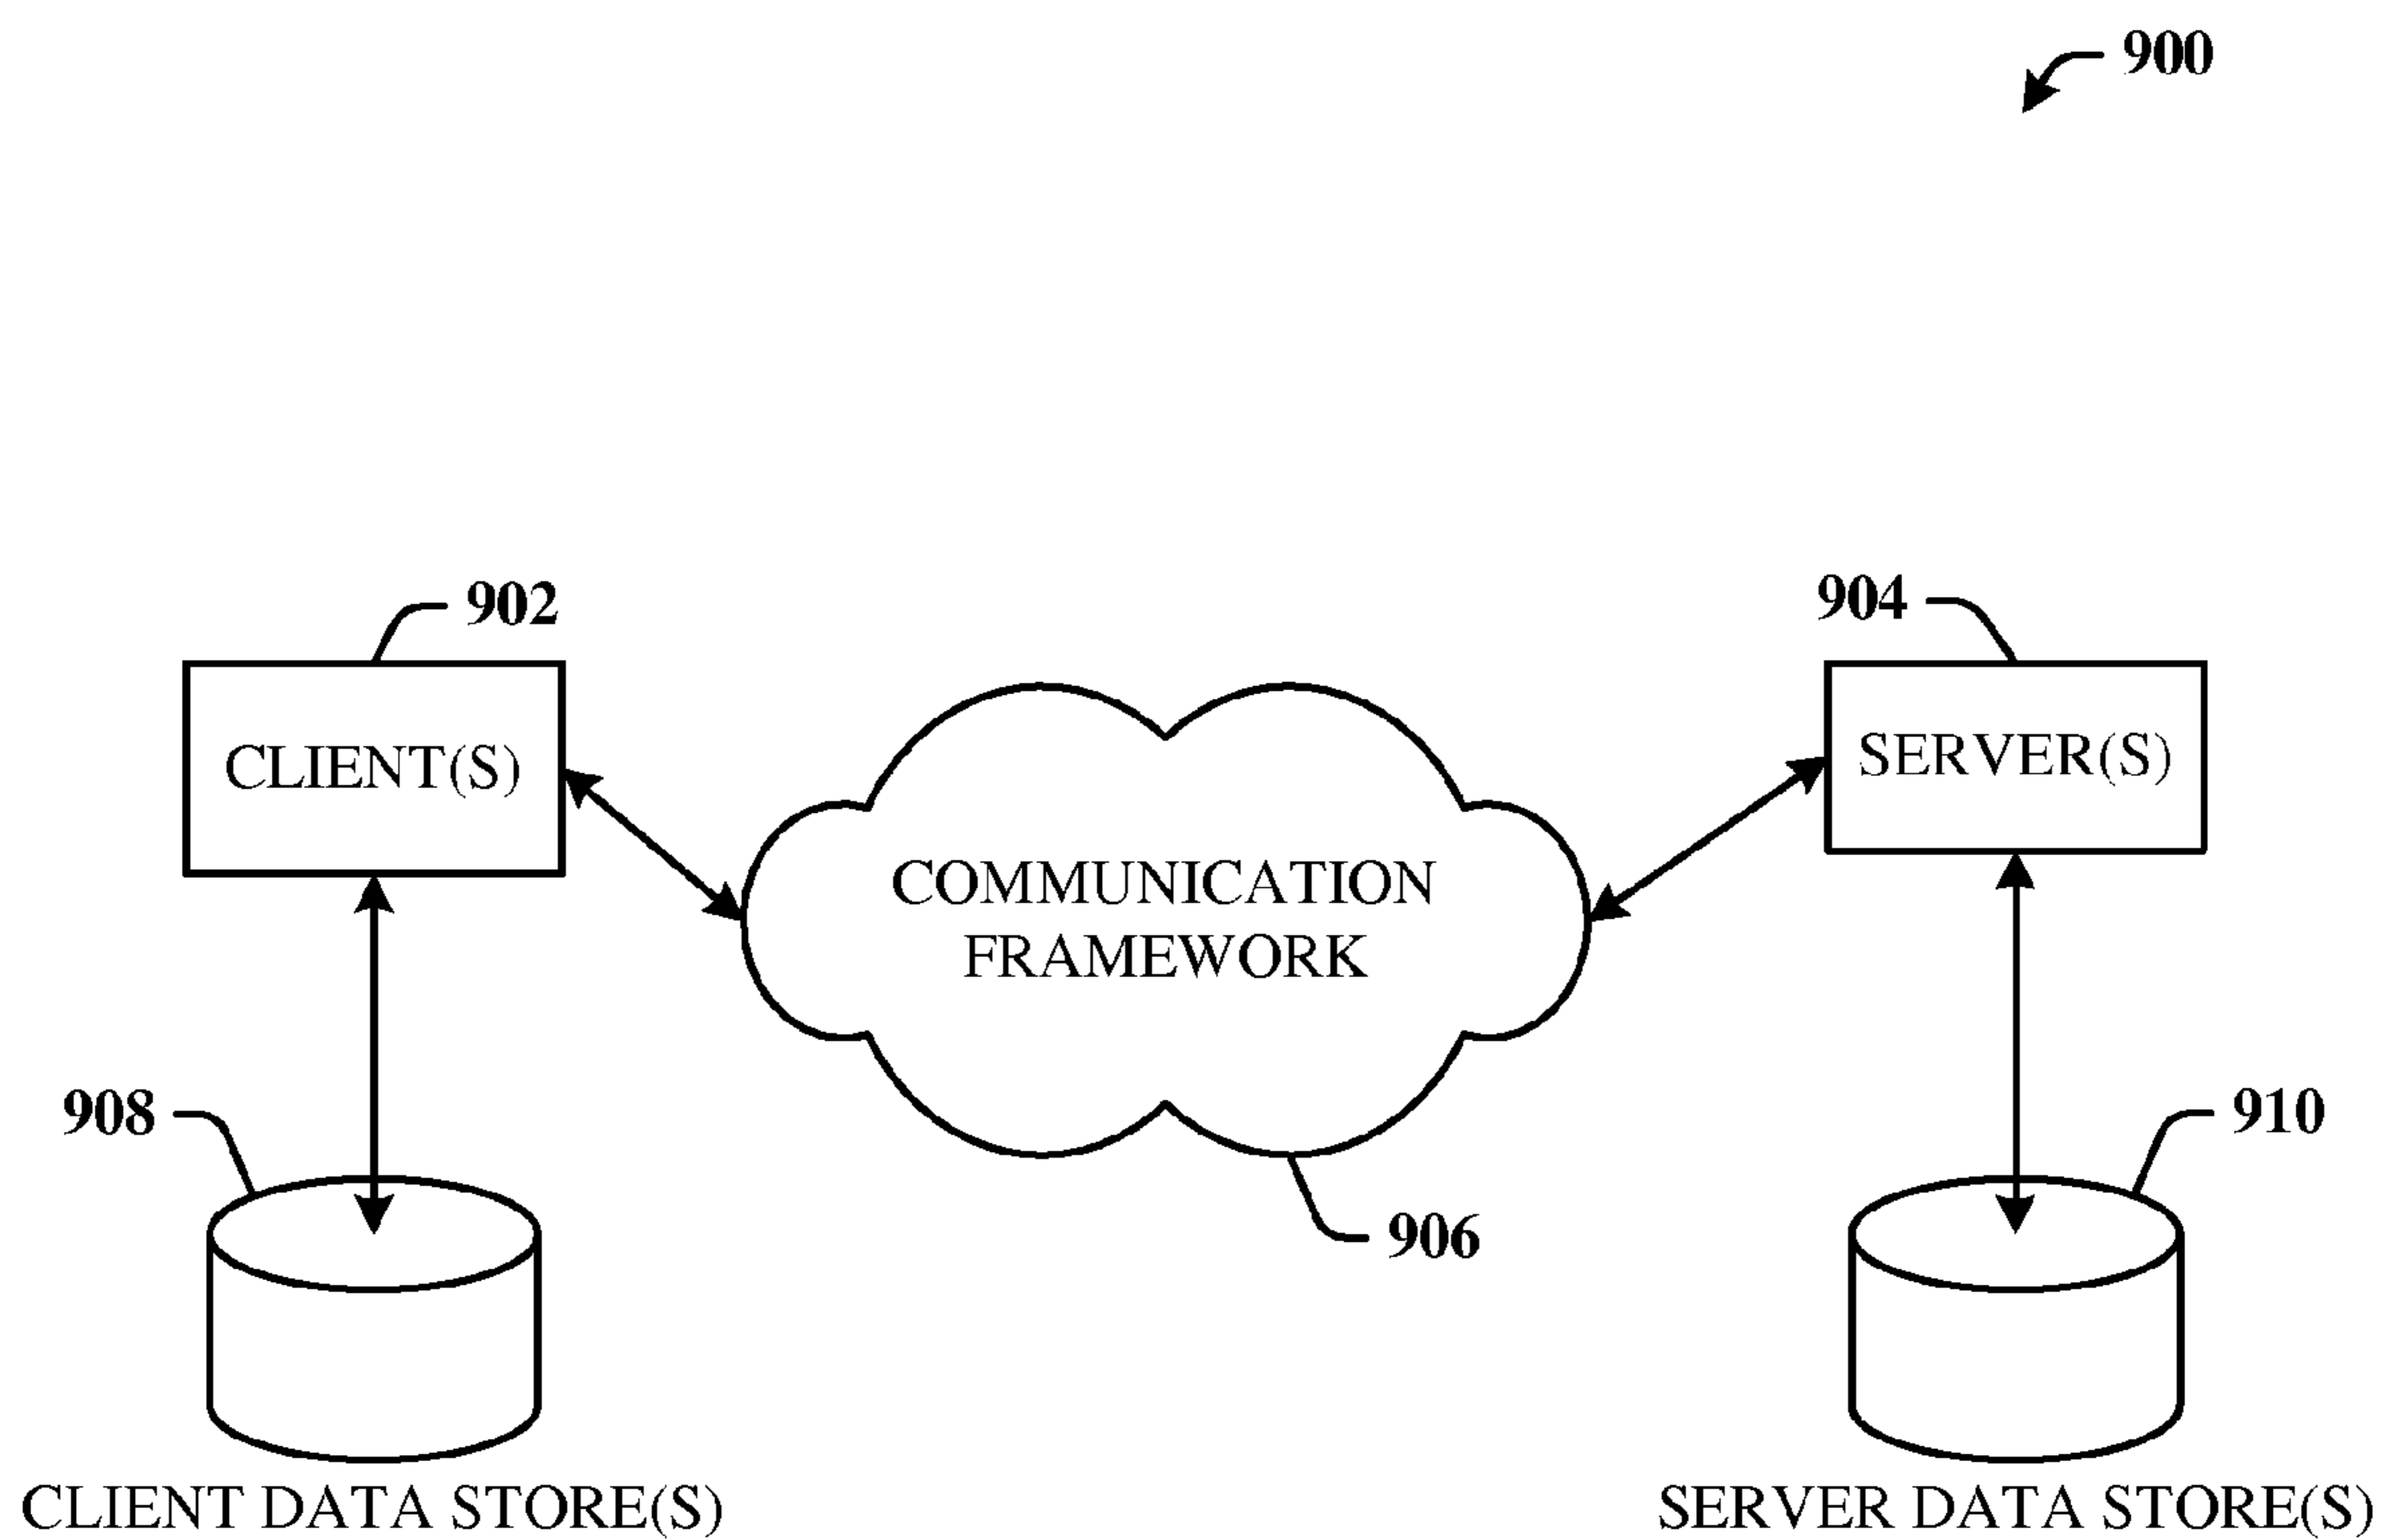 900
902
904
CLIENT(S)
SERVER(S)
COMMUNICATION
FRAMEWORK
908
910
906
CLIENT DATA STORE(S)
SERVER DATA STORE(S)